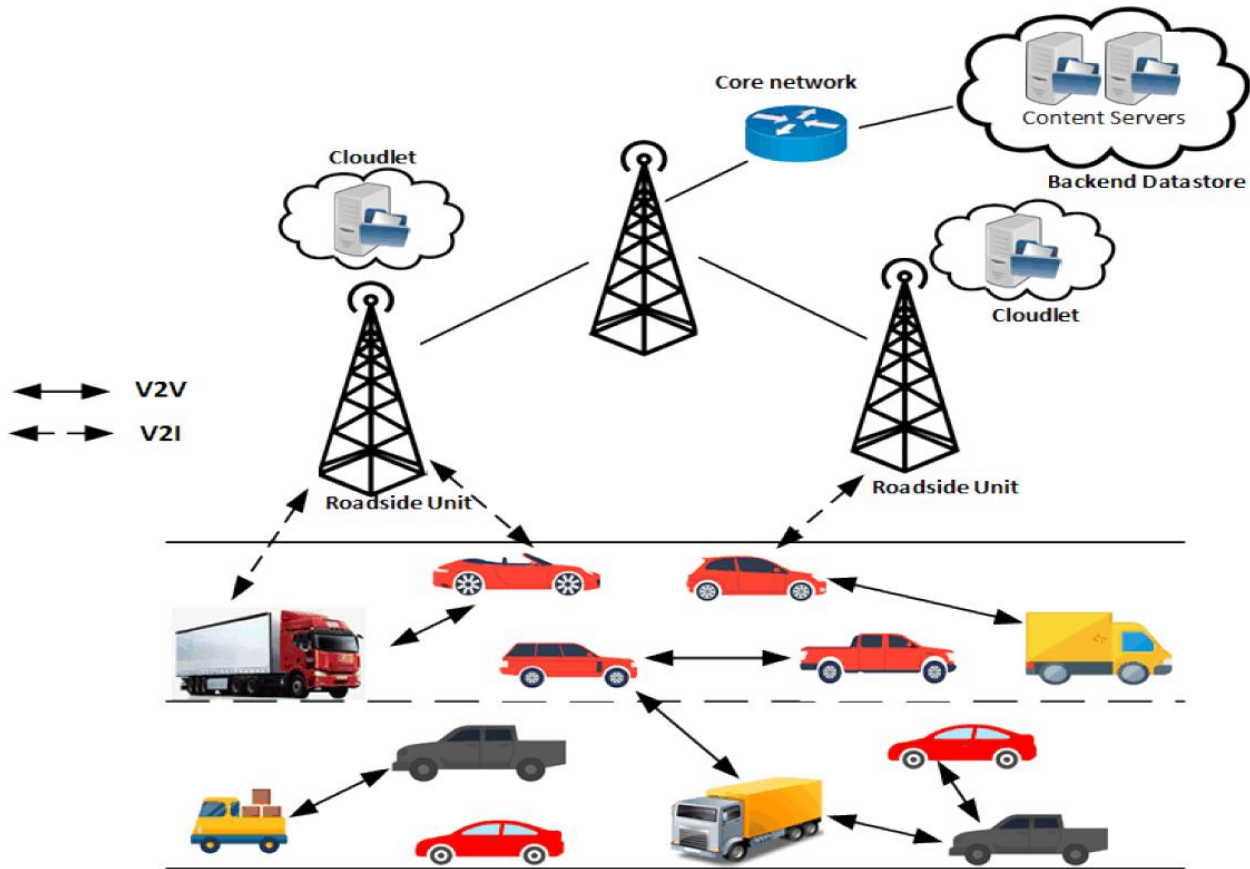 Core network
Content Servers
Backend Datastore
Cloudlet
Cloudlet
V2V
V2I
Roadside Unit
Roadside Unit